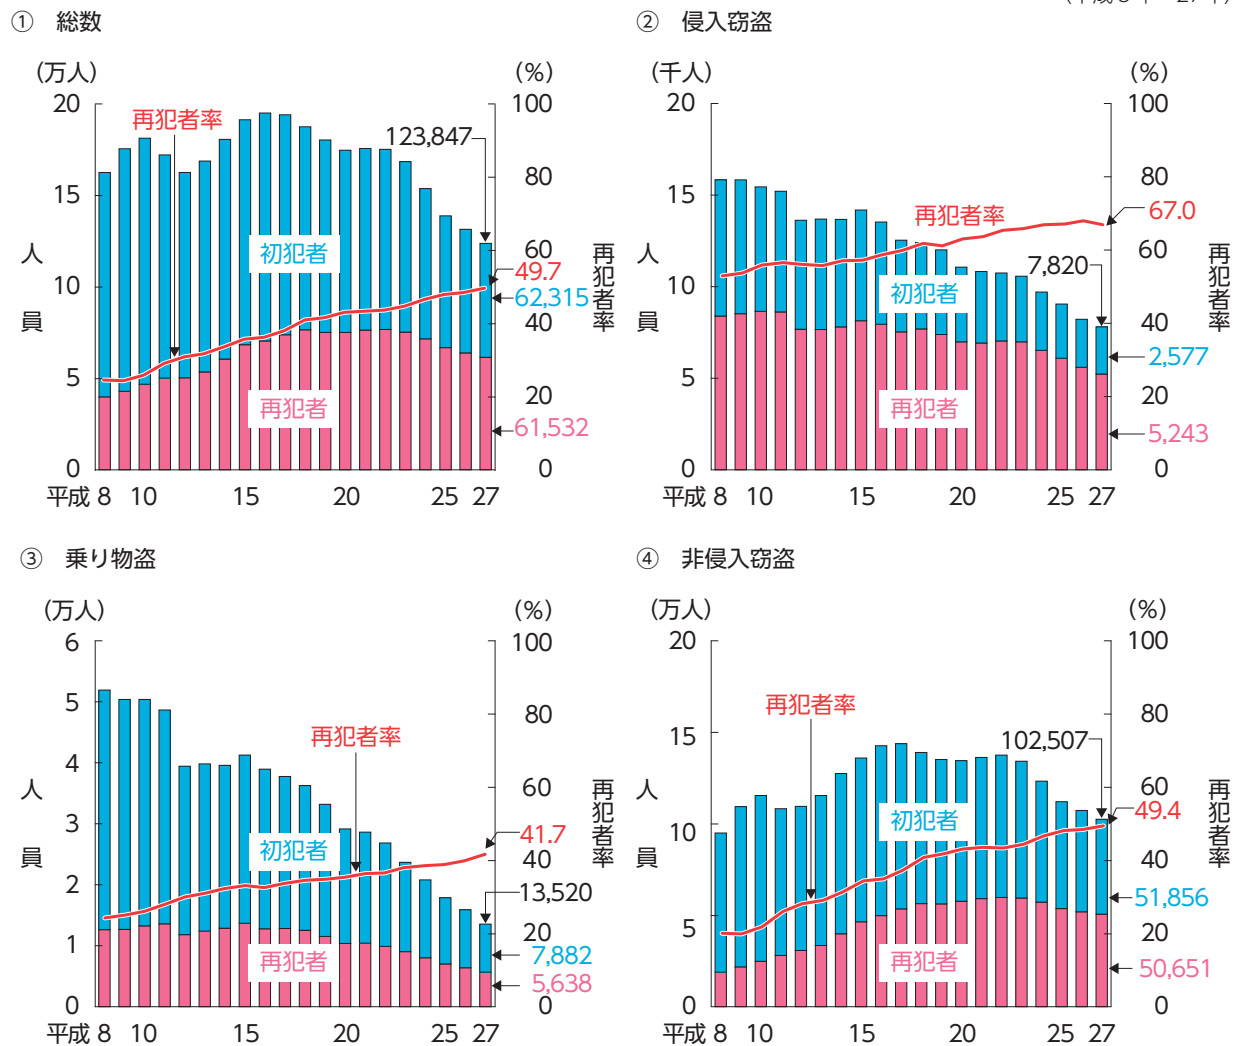 ① 総数
(万人)
(%)
20
15
10
5
0
100
80
60
40
20
0
人員
再犯者率
再犯者率
初犯者
再犯者
123,847
49.7
62,315
61,532
平成 8 10 15 20 25 27
② 侵入窃盗
(千人)
(%)
20
15
10
5
0
100
80
60
40
20
0
人員
再犯者率
再犯者率
初犯者
再犯者
67.0
7,820
2,577
5,243
平成 8 10 15 20 25 27
③ 乗り物盗
(万人)
(%)
6
5
4
3
2
1
0
100
80
60
40
20
0
人員
再犯者率
再犯者率
初犯者
再犯者
41.7
13,520
7,882
5,638
平成 8 10 15 20 25 27
④ 非侵入窃盗
(万人)
(%)
20
15
10
5
0
100
80
60
40
20
0
人員
再犯者率
再犯者率
初犯者
再犯者
102,507
49.4
51,856
50,651
平成 8 10 15 20 25 27